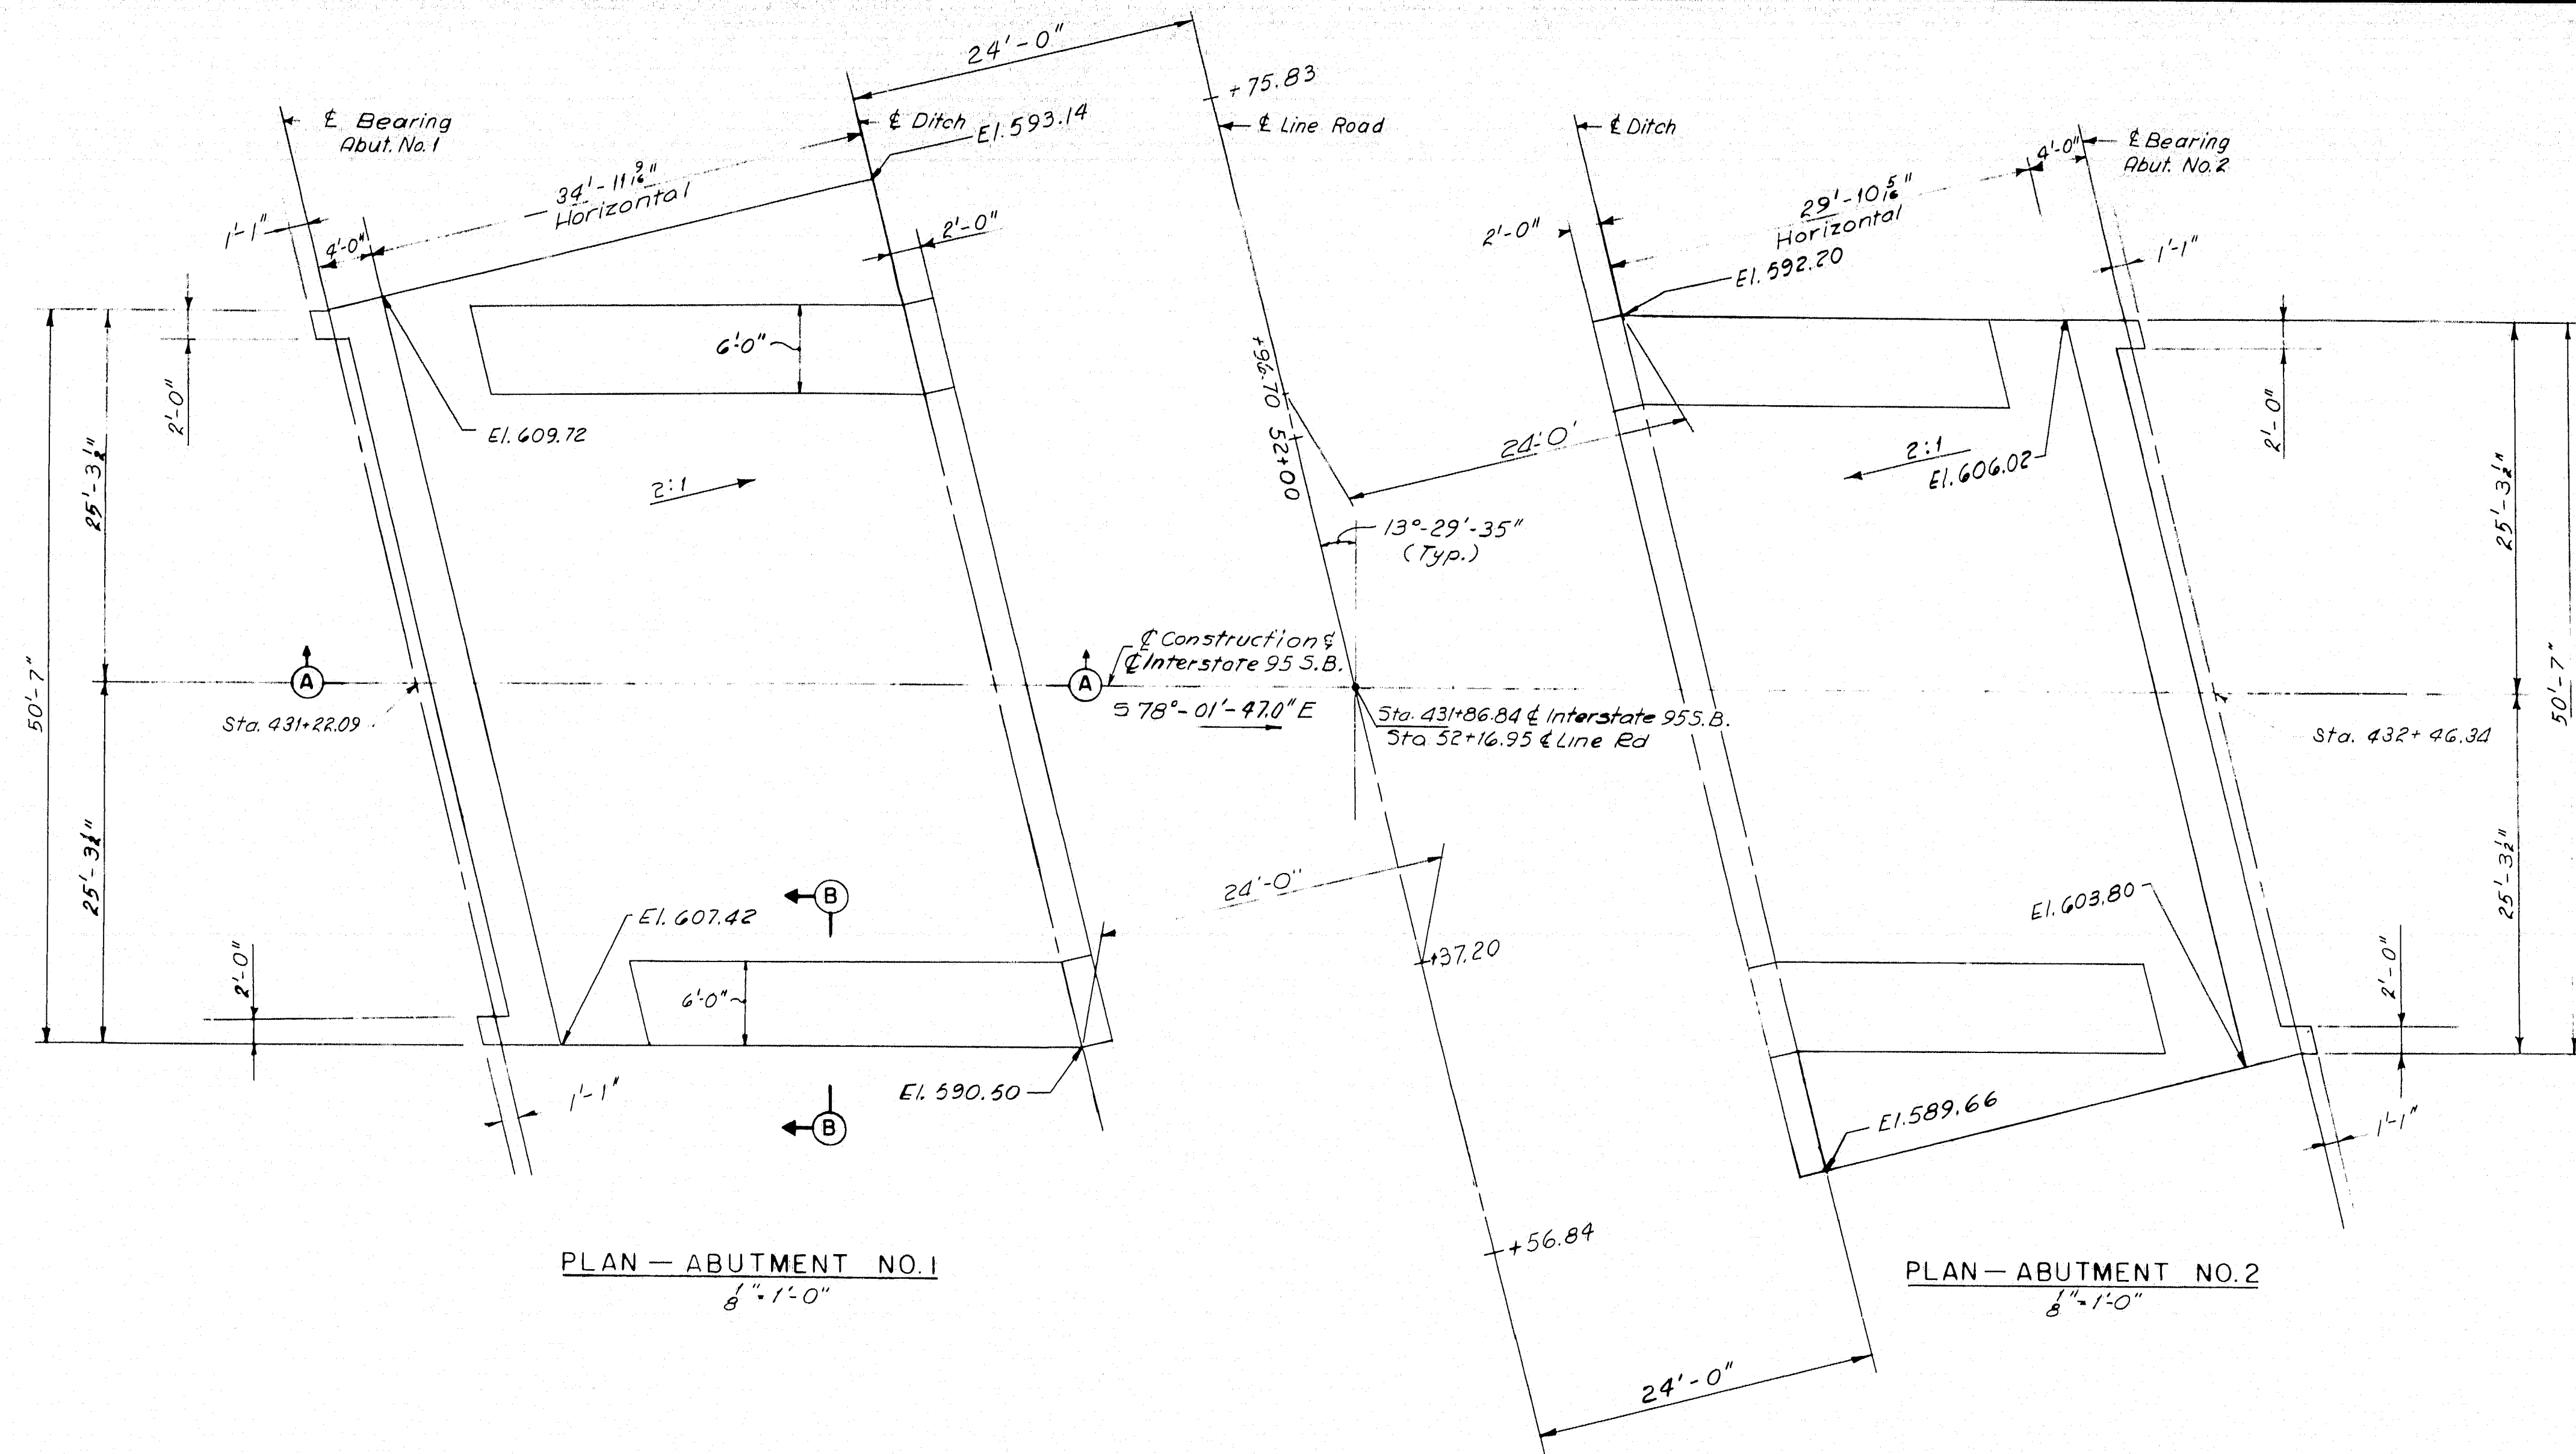 24'-0"
+75.83
℄ Bearing
Abut. No. 1
℄ Ditch
El. 593.14
℄ Line Road
34'-11 9/16"
Horizontal
1'-1"
4'-0"
2'-0"
6'-0"
El. 609.72
2:1
2'-0"
25'-3½"
50'-7"
25'-3½"
A
Sta. 431+22.09
A
℄ Construction &
℄ Interstate 95 S.B.
S 78°-01'-47.0" E
B
El. 607.42
2'-0"
6'-0"
1'-1"
El. 590.50
B
24'-0"
PLAN — ABUTMENT NO. 1
1/8" = 1'-0"
+96.70
52+00
13°-29'-35"
(Typ.)
Sta. 431+86.84 ℄ Interstate 95 S.B.
Sta. 52+16.95 ℄ Line Rd
+37.20
+56.84
24'-0"
℄ Ditch
4'-0"
℄ Bearing
Abut. No. 2
29'-10 5/16"
Horizontal
2'-0"
El. 592.20
1'-1"
24'-0'
2:1
El. 606.02
2'-0"
25'-3½"
50'-7"
25'-3½"
Sta. 432+46.34
El. 603.80
2'-0"
El. 589.66
1'-1"
PLAN — ABUTMENT NO. 2
1/8" = 1'-0"